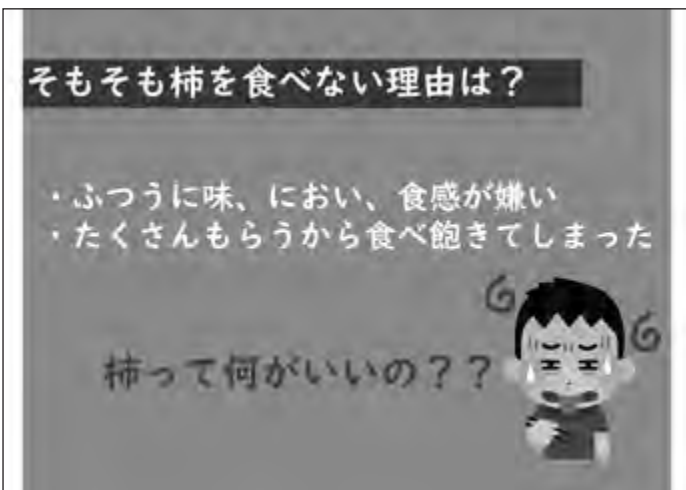 そもそも柿を食べない理由は？
・ふつうに味、におい、食感が嫌い
・たくさんもらうから食べ飽きてしまった
柿って何がいいの？？